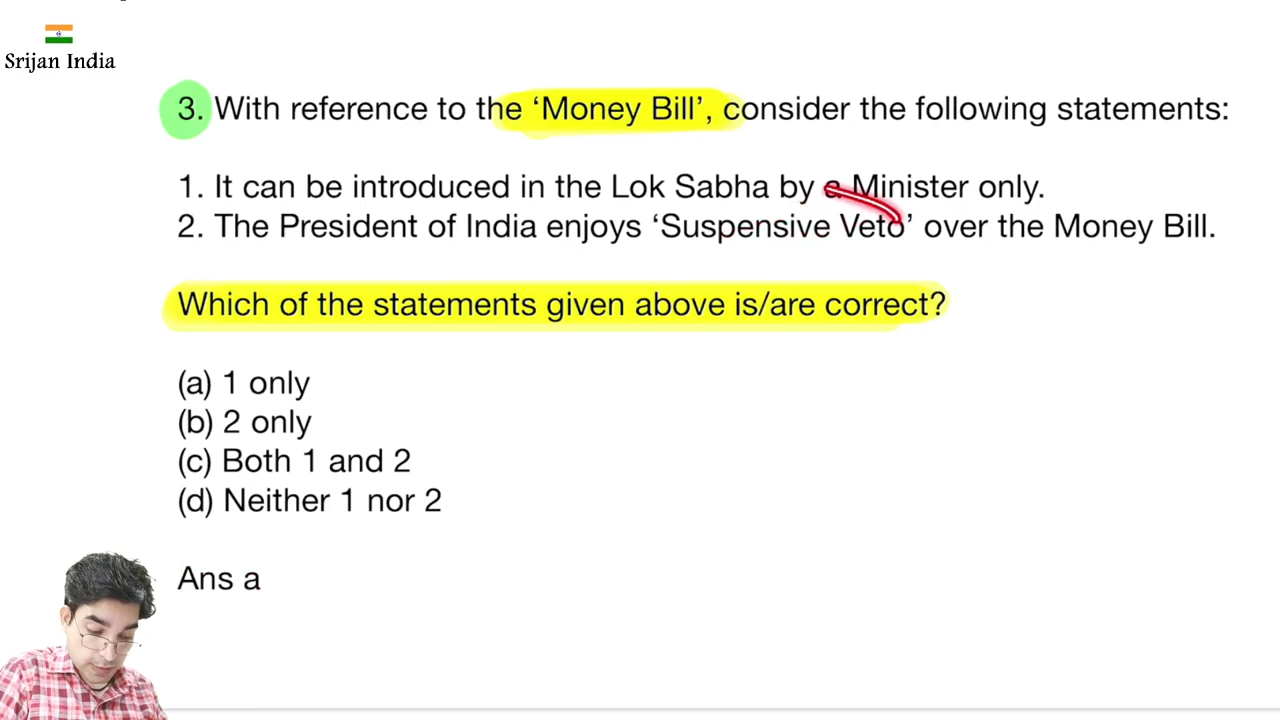 Srijan India
3. With reference to the ‘Money Bill’, consider the following statements:
1. It can be introduced in the Lok Sabha by a Minister only.
2. The President of India enjoys ‘Suspensive Veto’ over the Money Bill.
Which of the statements given above is/are correct?
(a) 1 only
(b) 2 only
(c) Both 1 and 2
(d) Neither 1 nor 2
Ans a